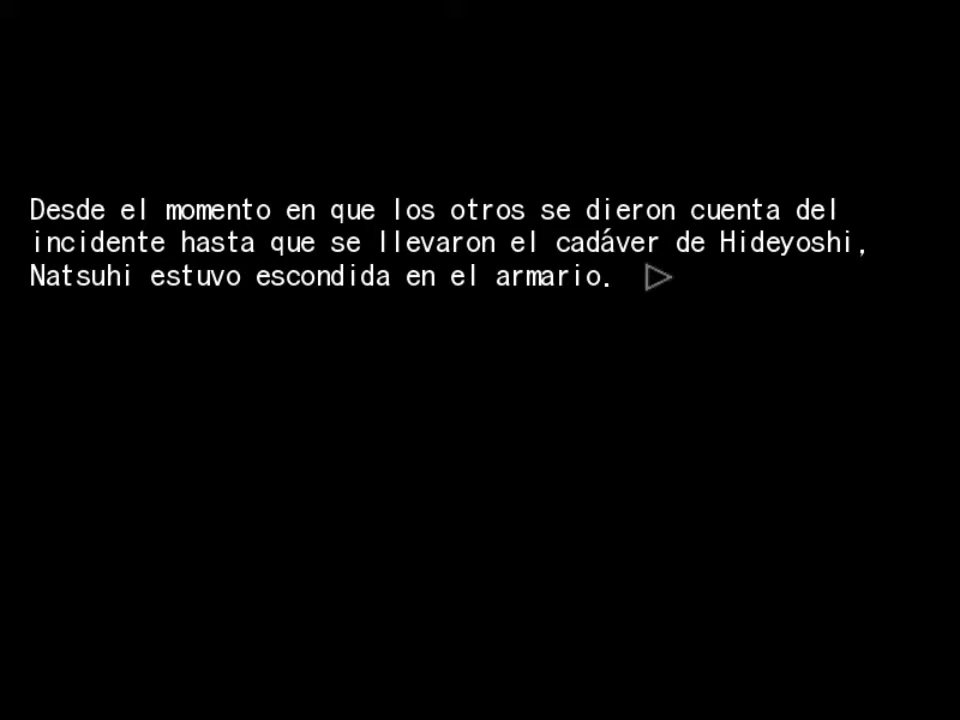 Desde el momento en que los otros se dieron cuenta del
incidente hasta que se llevaron el cadáver de Hideyoshi,
Natsuhi estuvo escondida en el armario.